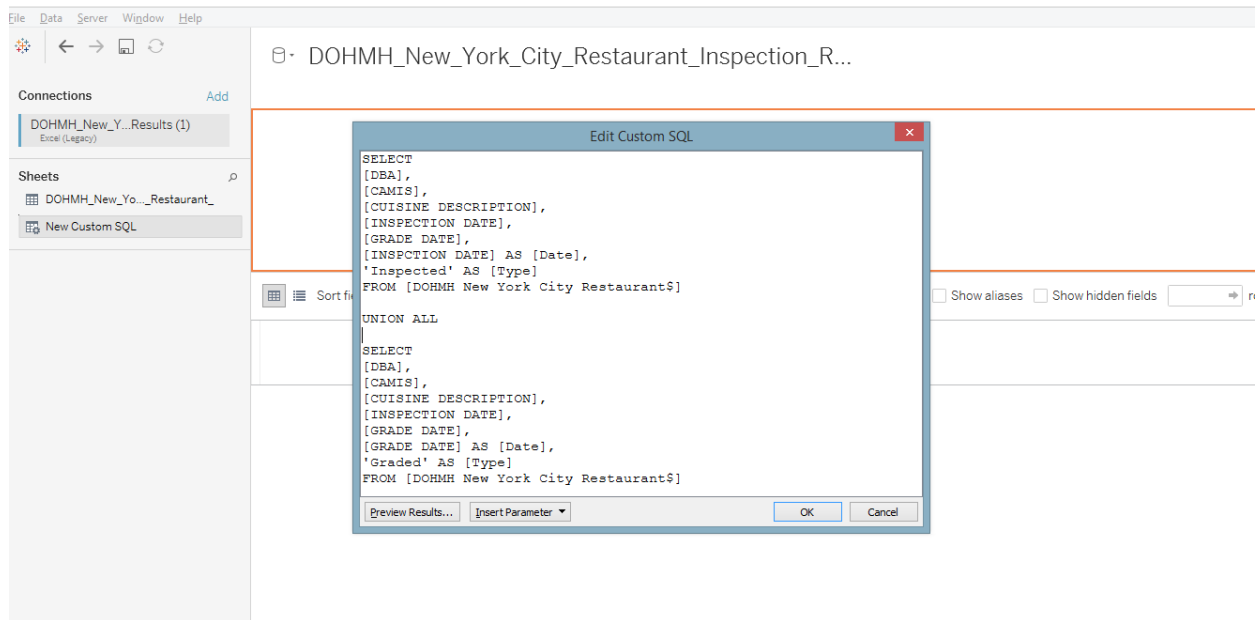 File Data Server Window Help
DOHMH_New_York_City_Restaurant_Inspection_R...
Connections Add
DOHMH_New_Y...Results (1)
Excel (Legacy)
Sheets
DOHMH_New_Yo..._Restaurant_
New Custom SQL
Edit Custom SQL
SELECT
[DBA],
[CAMIS],
[CUISINE DESCRIPTION],
[INSPECTION DATE],
[GRADE DATE],
[INSPCTION DATE] AS [Date],
'Inspected' AS [Type]
FROM [DOHMH New York City Restaurant$]
UNION ALL
SELECT
[DBA],
[CAMIS],
[CUISINE DESCRIPTION],
[INSPECTION DATE],
[GRADE DATE],
[GRADE DATE] AS [Date],
'Graded' AS [Type]
FROM [DOHMH New York City Restaurant$]
Preview Results... Insert Parameter OK Cancel
Sort fi
Show aliases Show hidden fields